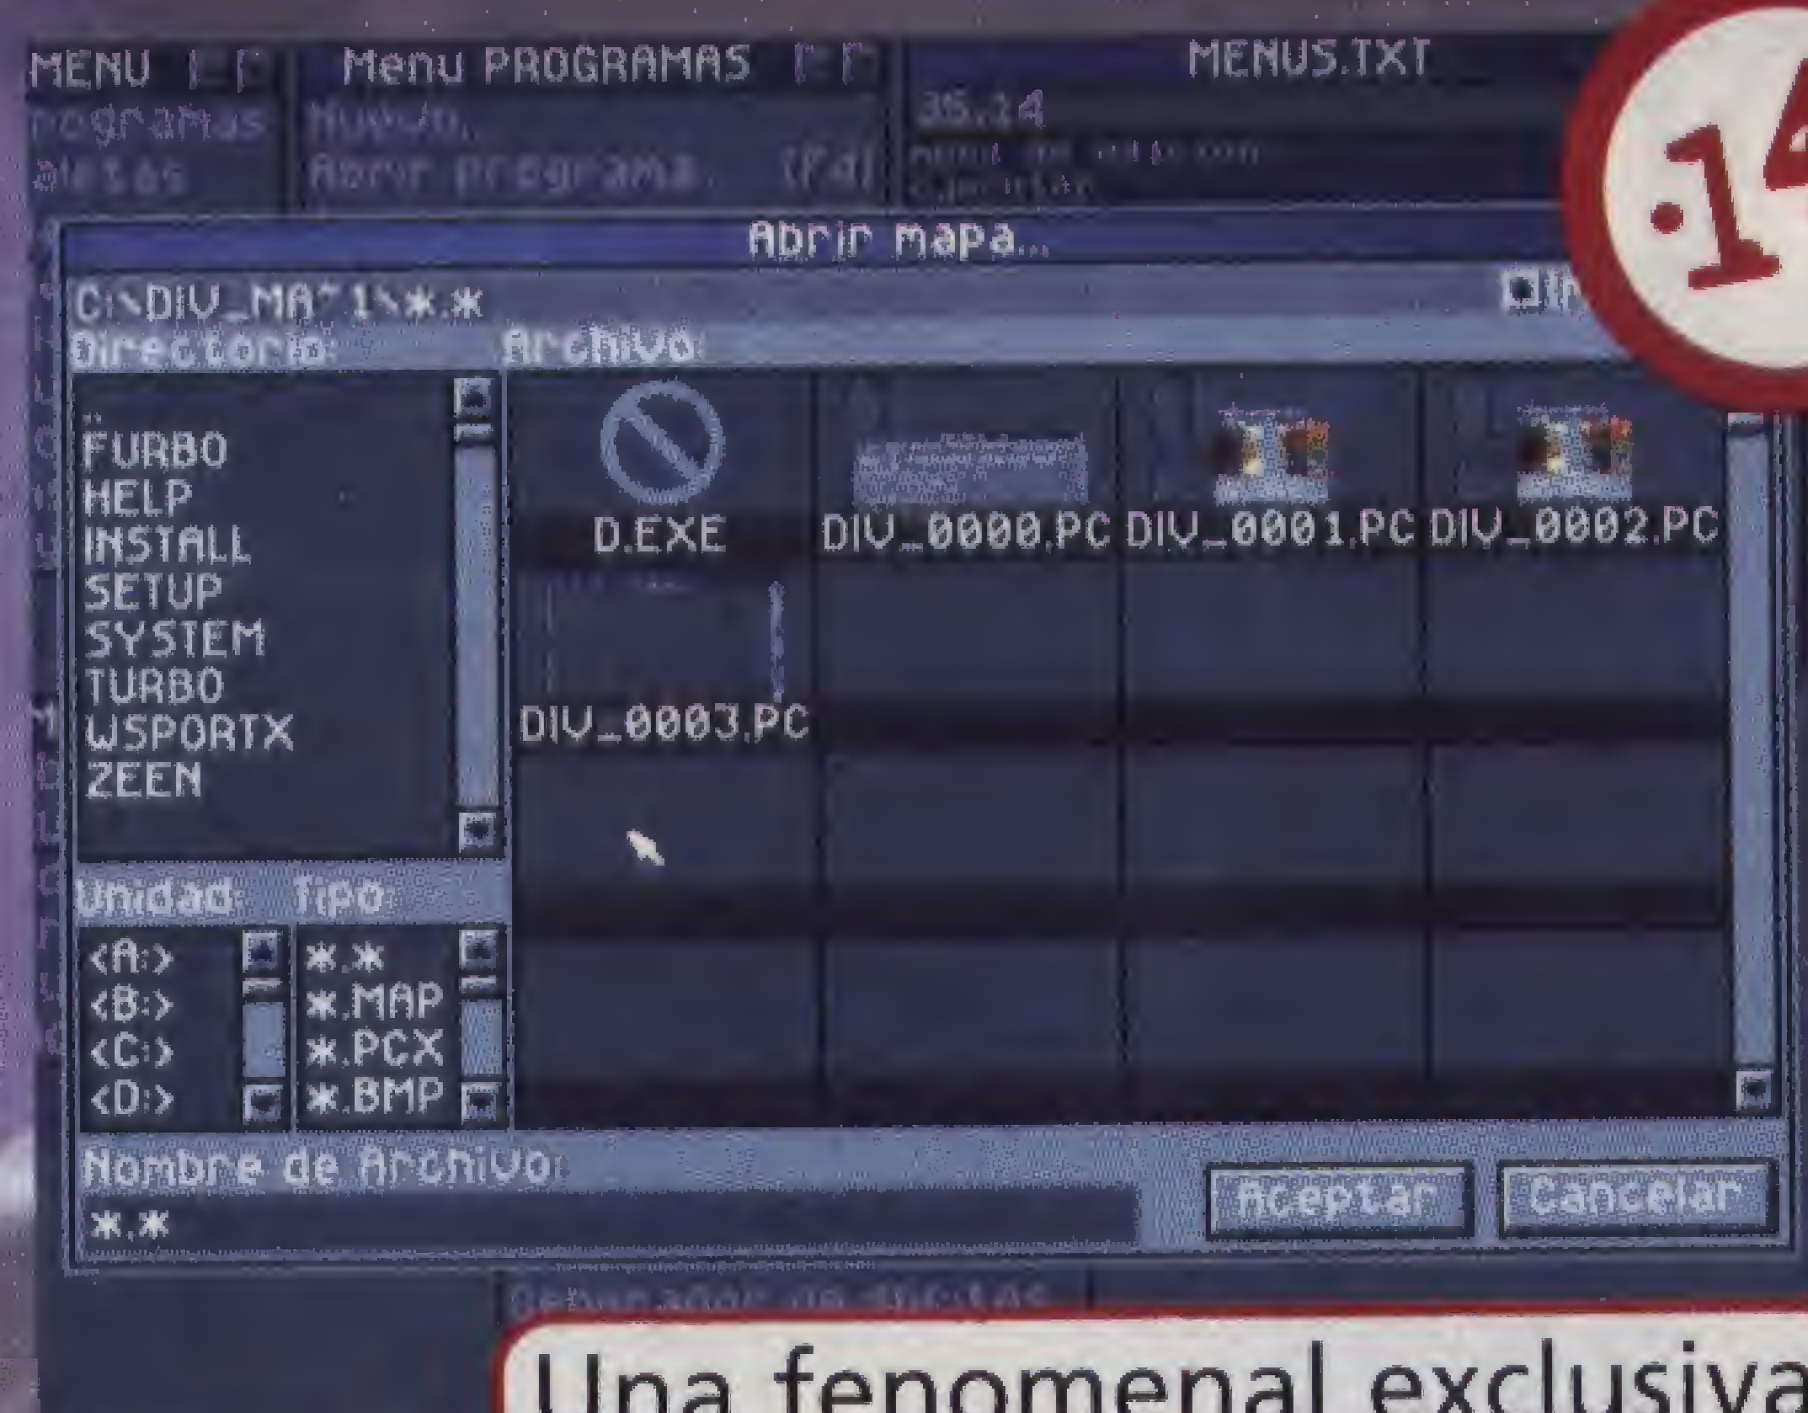 MENU
Menu PROGRAMAS
MENUS.TXT
Nuevo.
35.14
Abrir programa. [F4]
.14
Abrir mapa...
C:\DIV_MA~1\*.*
Directorio:
Archivo:
..
FURBO
HELP
INSTALL
SETUP
SYSTEM
TURBO
WSPORTX
ZEEN
D.EXE
DIV_0000.PC
DIV_0001.PC
DIV_0002.PC
DIV_0003.PC
Unidad:
Tipo:
<A:>
<B:>
<C:>
<D:>
*.*
*.MAP
*.PCX
*.BMP
Nombre de Archivo:
*.*
Aceptar
Cancelar
Una fenomenal exclusiva